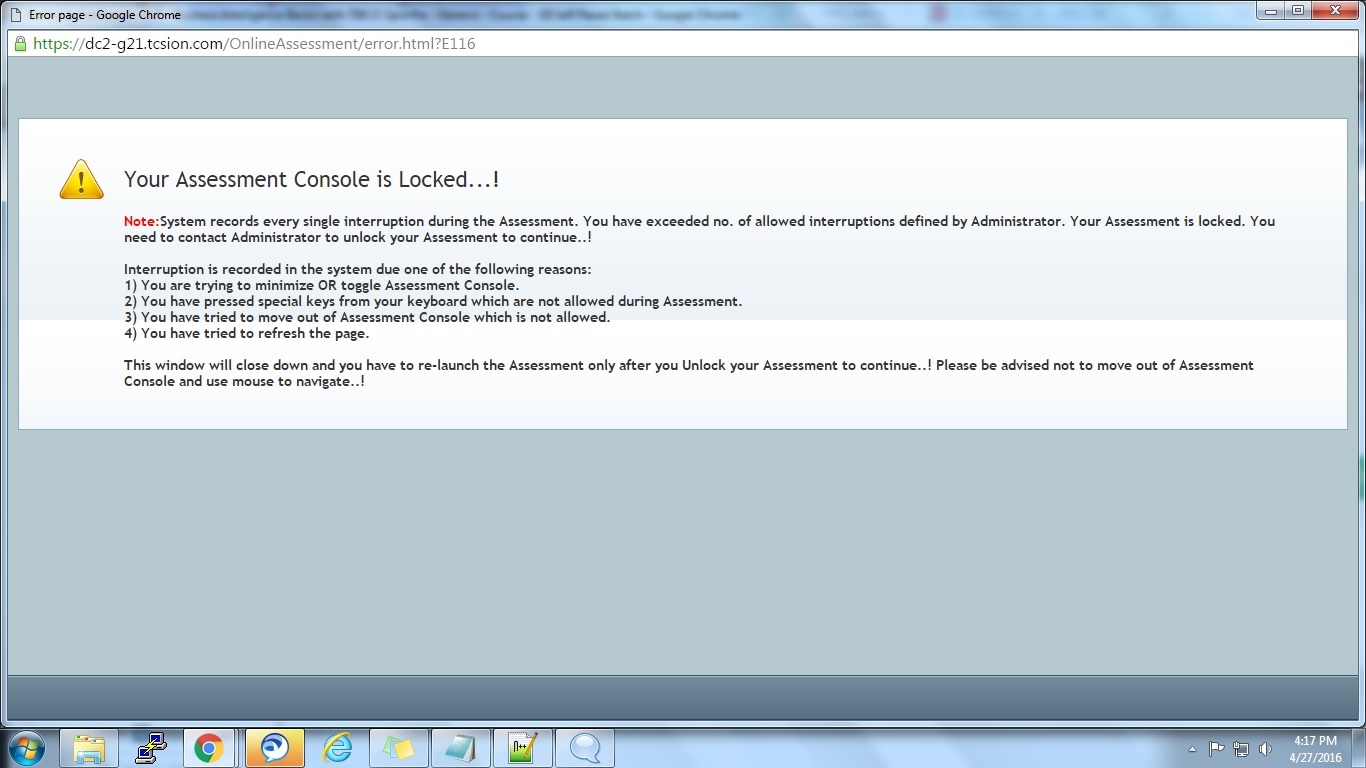 Error page - Google Chrome
https://dc2-g21.tcsion.com/OnlineAssessment/error.html?E116
Your Assessment Console is Locked...!
Note:System records every single interruption during the Assessment. You have exceeded no. of allowed interruptions defined by Administrator. Your Assessment is locked. You
need to contact Administrator to unlock your Assessment to continue..!
Interruption is recorded in the system due one of the following reasons:
1) You are trying to minimize OR toggle Assessment Console.
2) You have pressed special keys from your keyboard which are not allowed during Assessment.
3) You have tried to move out of Assessment Console which is not allowed.
4) You have tried to refresh the page.
This window will close down and you have to re-launch the Assessment only after you Unlock your Assessment to continue..! Please be advised not to move out of Assessment
Console and use mouse to navigate..!
4:17 PM
4/27/2016